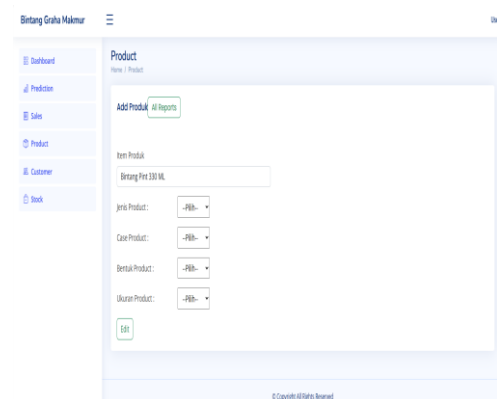 Bintang Graha Makmur
Dashboard
Prediction
Sales
Product
Customer
Stock
Product
Home / Product
Add Produk All Reports
Item Produk
Bintang Pint 330 ML
Jenis Product : --Pilih--
Case Product : --Pilih--
Bentuk Product : --Pilih--
Ukuran Product : --Pilih--
Edit
© Copyright All Rights Reserved